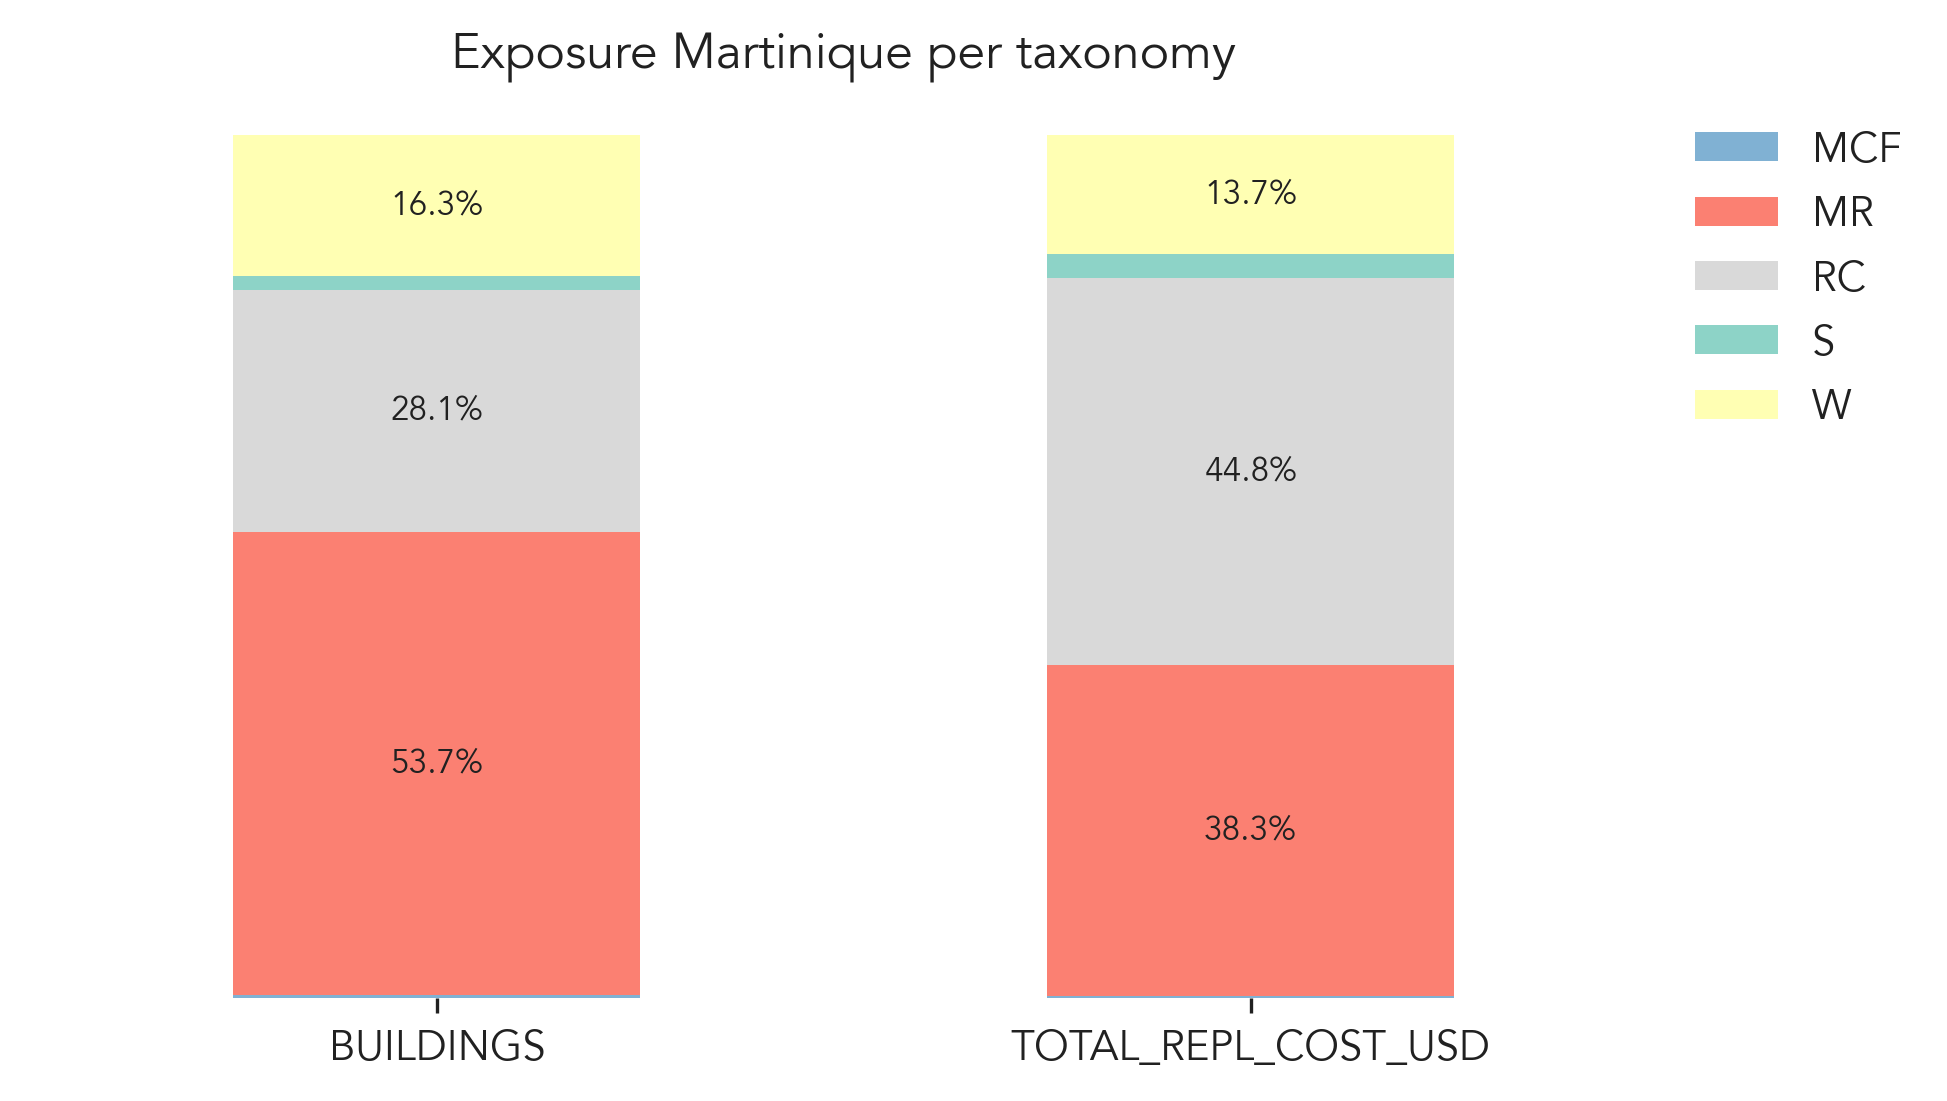 Exposure Martinique per taxonomy
16.3%
28.1%
53.7%
BUILDINGS
13.7%
44.8%
38.3%
TOTAL_REPL_COST_USD
MCF
MR
RC
S
W